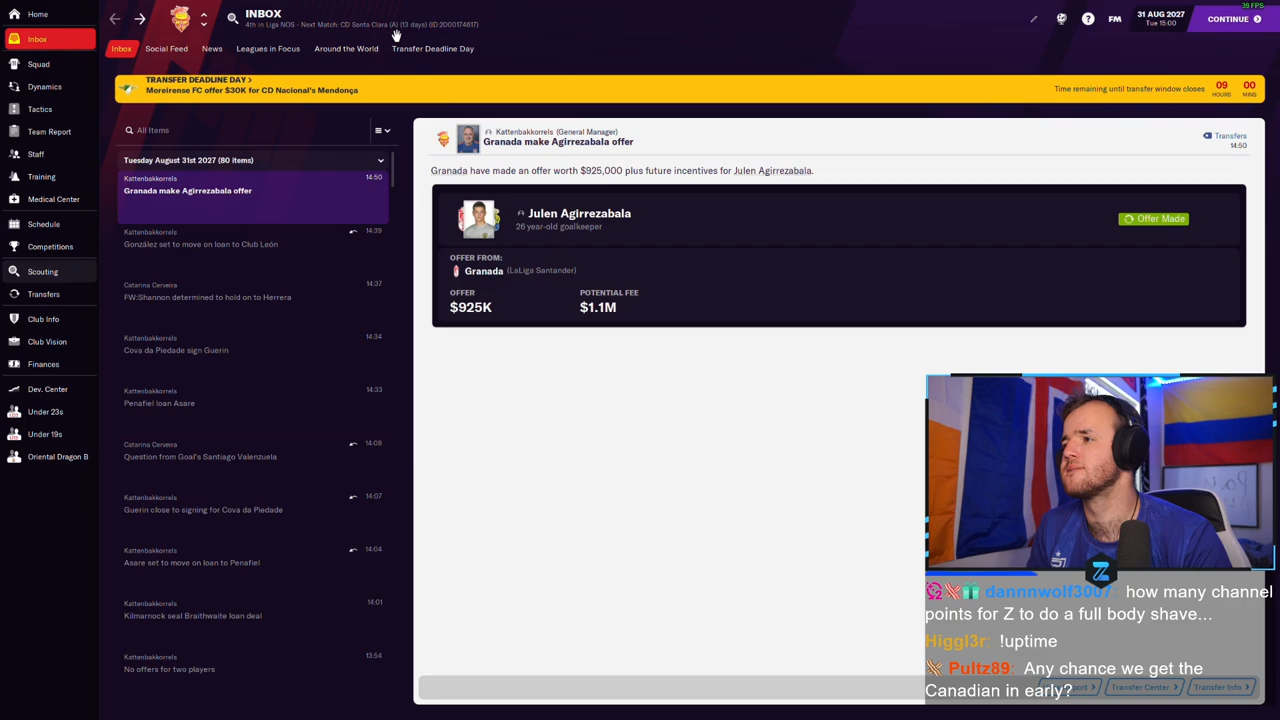 Home
Inbox
Squad
Dynamics
Tactics
Team Report
Staff
Training
Medical Center
Schedule
Competitions
Scouting
Transfers
Club Info
Club Vision
Finances
Dev. Center
Under 23s
Under 19s
Oriental Dragon B
INBOX
4th in Liga NOS - Next Match: CD Santa Clara (A) (13 days) (ID:2000174617)
39 FPS
FM
31 AUG 2027
Tue 15:00
CONTINUE
Inbox
Social Feed
News
Leagues in Focus
Around the World
Transfer Deadline Day
TRANSFER DEADLINE DAY >
Moreirense FC offer $30K for CD Nacional's Mendonça
Time remaining until transfer window closes
09
HOURS
00
MINS
All Items
Tuesday August 31st 2027 (80 items)
Kattenbakkorrels 14:50
Granada make Agirrezabala offer
Kattenbakkorrels 14:39
González set to move on loan to Club León
Catarina Cerveira 14:37
FW:Shannon determined to hold on to Herrera
Kattenbakkorrels 14:34
Cova da Piedade sign Guerin
Kattenbakkorrels 14:33
Penafiel loan Asare
Catarina Cerveira 14:08
Question from Goal's Santiago Valenzuela
Kattenbakkorrels 14:07
Guerin close to signing for Cova da Piedade
Kattenbakkorrels 14:04
Asare set to move on loan to Penafiel
Kattenbakkorrels 14:01
Kilmarnock seal Braithwaite loan deal
Kattenbakkorrels 13:54
No offers for two players
Kattenbakkorrels (General Manager)
Granada make Agirrezabala offer
Transfers
14:50
Granada have made an offer worth $925,000 plus future incentives for Julen Agirrezabala.
Julen Agirrezabala
26 year-old goalkeeper
Offer Made
OFFER FROM:
Granada (LaLiga Santander)
OFFER
$925K
POTENTIAL FEE
$1.1M
dannnwolf3007: how many channel
points for Z to do a full body shave...
Higgl3r: !uptime
Pultz89: Any chance we get the
Canadian in early?
Transfer Center >
Transfer Info >